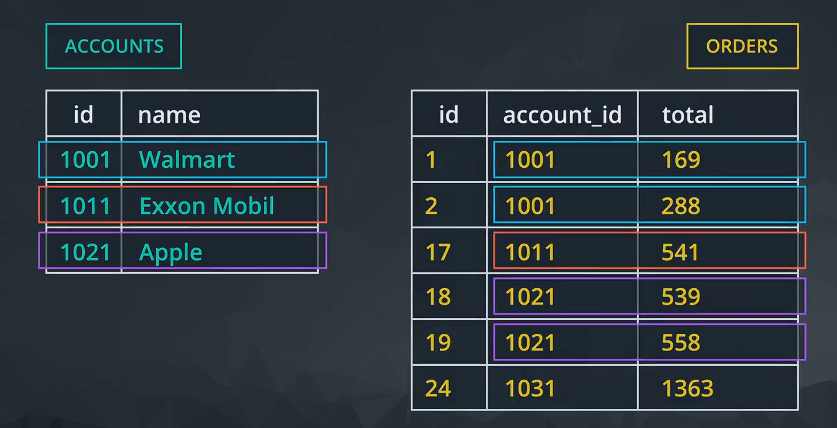 ACCOUNTS
id name
1001 Walmart
1011 Exxon Mobil
1021 Apple
ORDERS
id account_id total
1 1001 169
2 1001 288
17 1011 541
18 1021 539
19 1021 558
24 1031 1363